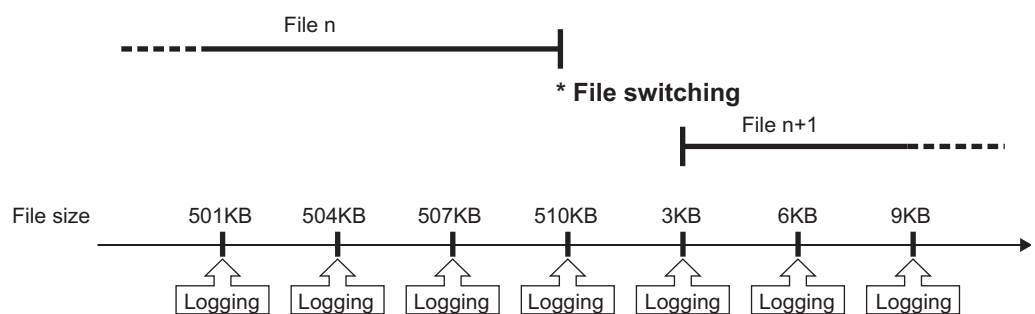 File n
* File switching
File n+1
File size 501KB 504KB 507KB 510KB 3KB 6KB 9KB
Logging Logging Logging Logging Logging Logging Logging